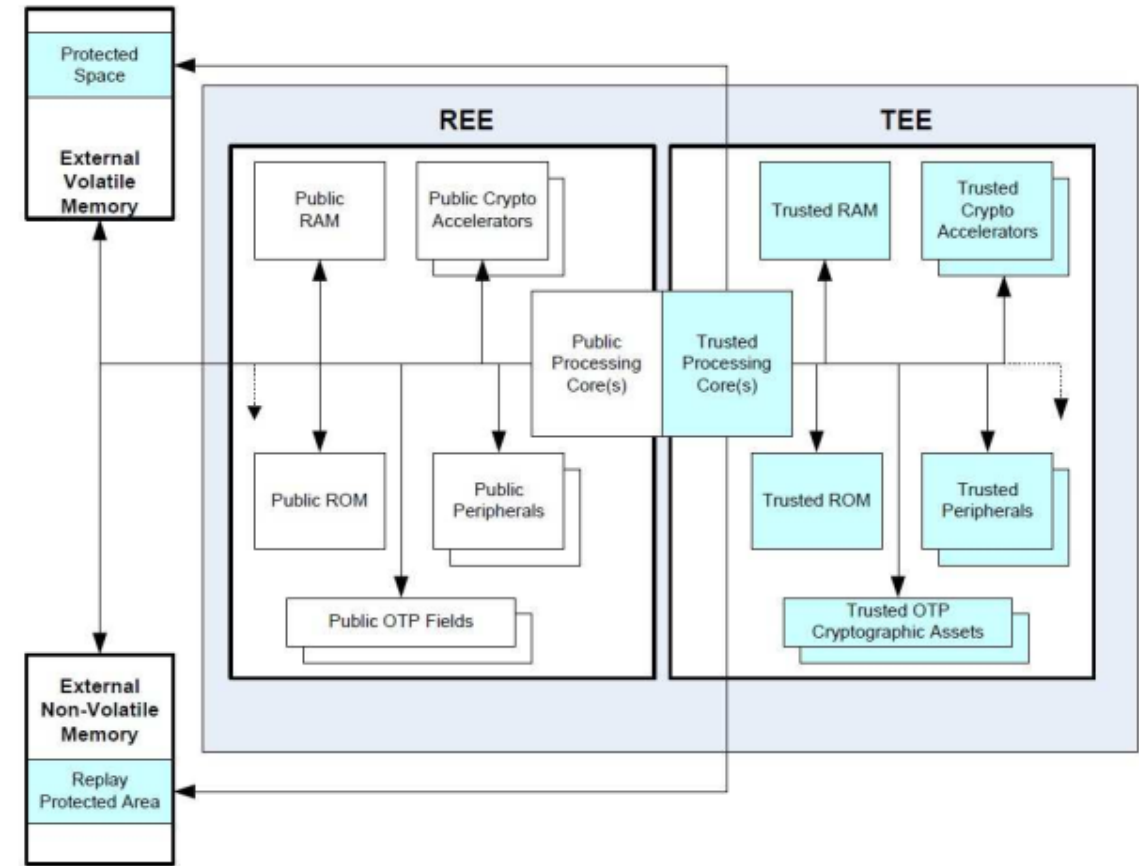 Protected
Space
External
Volatile
Memory
REE
TEE
Public
RAM
Public Crypto
Accelerators
Trusted RAM
Trusted
Crypto
Accelerators
Public
Processing
Core(s)
Trusted
Processing
Core(s)
Public ROM
Public
Peripherals
Trusted ROM
Trusted
Peripherals
Public OTP Fields
Trusted OTP
Cryptographic Assets
External
Non-Volatile
Memory
Replay
Protected Area